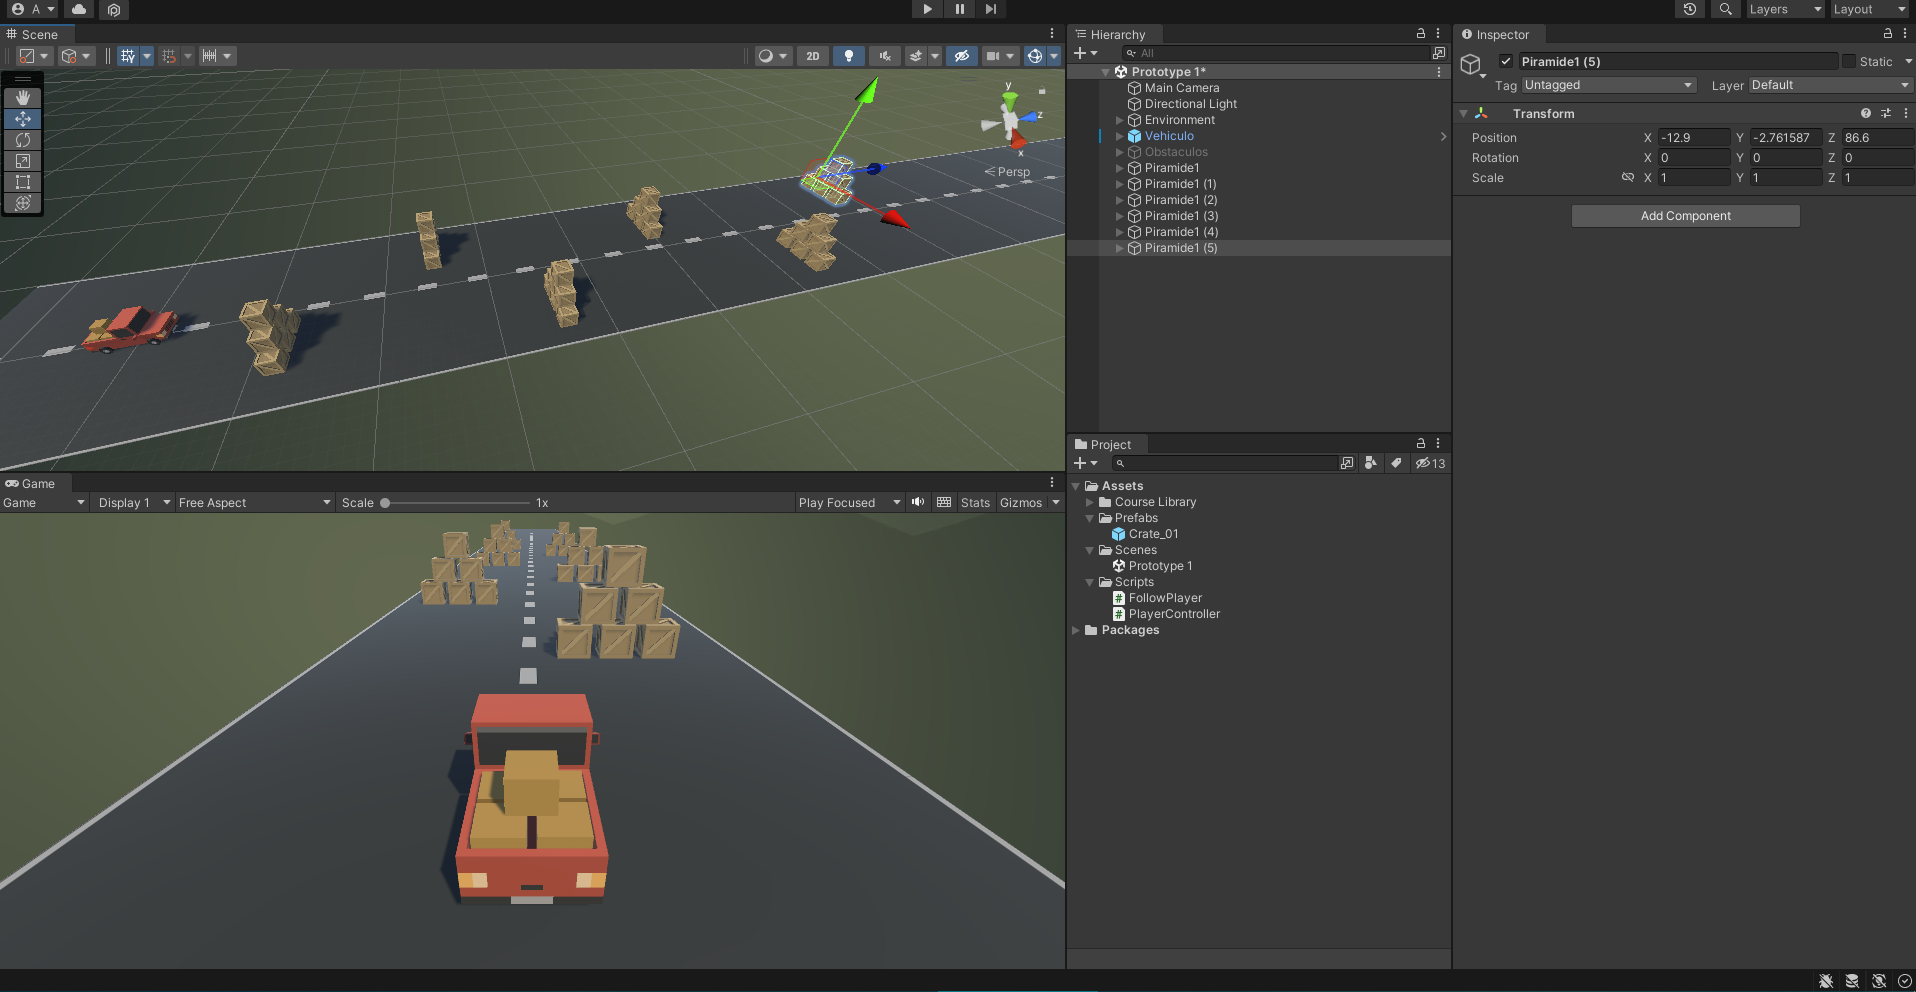 A
Layers
Layout
Scene
2D
y
z
x
Persp
Game
Game
Display 1
Free Aspect
Scale
1x
Play Focused
Stats
Gizmos
Hierarchy
All
Prototype 1*
Main Camera
Directional Light
Environment
Vehiculo
Obstaculos
Piramide1
Piramide1 (1)
Piramide1 (2)
Piramide1 (3)
Piramide1 (4)
Piramide1 (5)
Project
13
Assets
Course Library
Prefabs
Crate_01
Scenes
Prototype 1
Scripts
FollowPlayer
PlayerController
Packages
Inspector
Piramide1 (5)
Static
Tag Untagged
Layer Default
Transform
Position X -12.9 Y -2.761587 Z 86.6
Rotation X 0 Y 0 Z 0
Scale X 1 Y 1 Z 1
Add Component